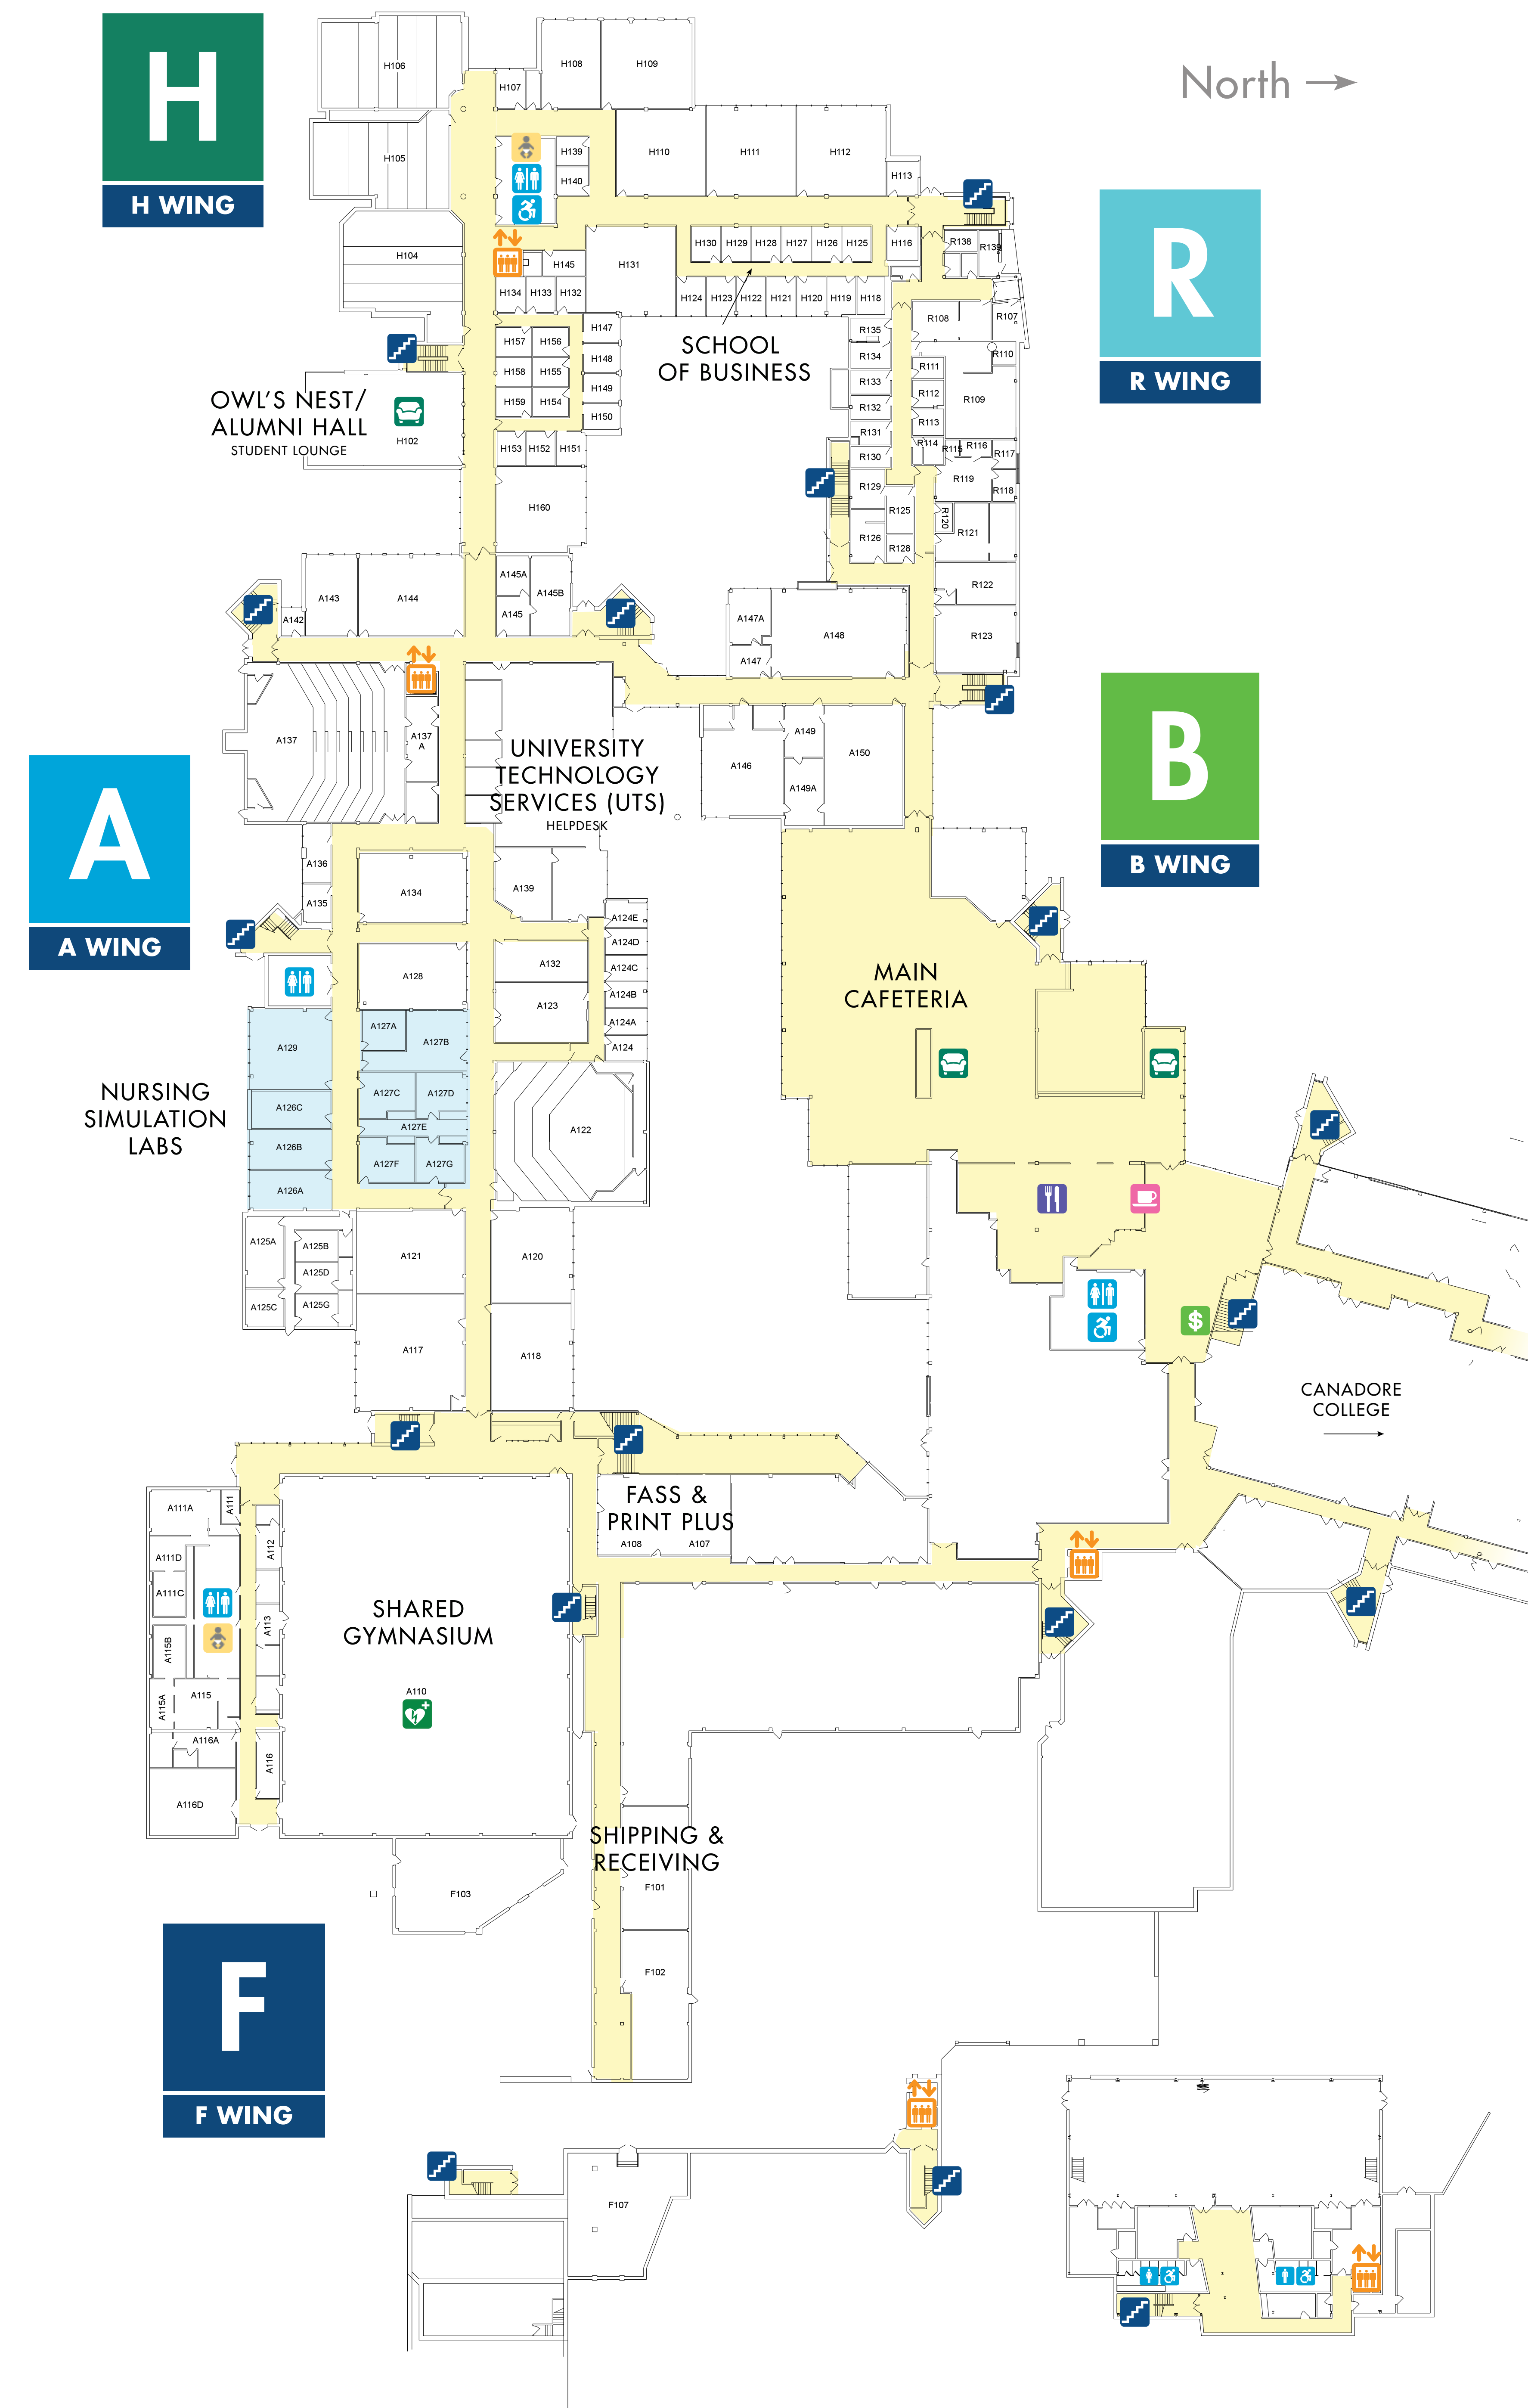 H
H WING
North
R
R WING
B
B WING
A
A WING
F
F WING
H106
H107
H108
H109
H105
H139
H140
H110
H111
H112
H113
H104
H145
H134
H133
H132
H131
H130
H129
H128
H127
H126
H125
H116
H124
H123
H122
H121
H120
H119
H118
R138
R139
R108
R107
SCHOOL
OF BUSINESS
H157
H156
H158
H155
H159
H154
H147
H148
H149
H150
H153
H152
H151
H160
OWL'S NEST/
ALUMNI HALL
H102
STUDENT LOUNGE
R135
R134
R133
R132
R131
R130
R129
R126
R125
R128
R111
R112
R113
R114
R110
R109
R115
R116
R117
R119
R118
R120
R121
R122
R123
A143
A144
A142
A145A
A145B
A145
A147A
A147
A148
A137
A137
A
UNIVERSITY
TECHNOLOGY
SERVICES (UTS)
HELPDESK
A146
A149
A149A
A150
A136
A135
A134
A139
A124E
A124D
A124C
A124B
A124A
A124
A132
A123
A128
MAIN
CAFETERIA
A129
A127A
A127B
A126C
A127C
A127D
A127E
A126B
A127F
A127G
A126A
NURSING
SIMULATION
LABS
A122
A125A
A125B
A125D
A125C
A125G
A121
A120
A117
A118
$
CANADORE
COLLEGE
FASS &
PRINT PLUS
A108
A107
A111A
A111
A112
A111D
A111C
A113
A115B
A115A
A115
A116A
A116
A116D
SHARED
GYMNASIUM
A110
SHIPPING &
RECEIVING
F101
F103
F102
F107